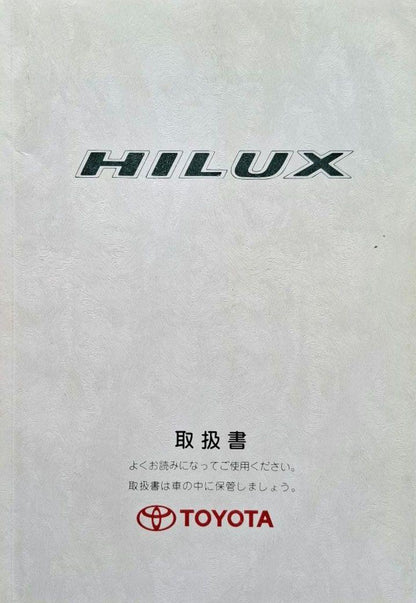 HILUX
取扱書
よくお読みになってご使用ください。
取扱書は車の中に保管しましょう。
TOYOTA